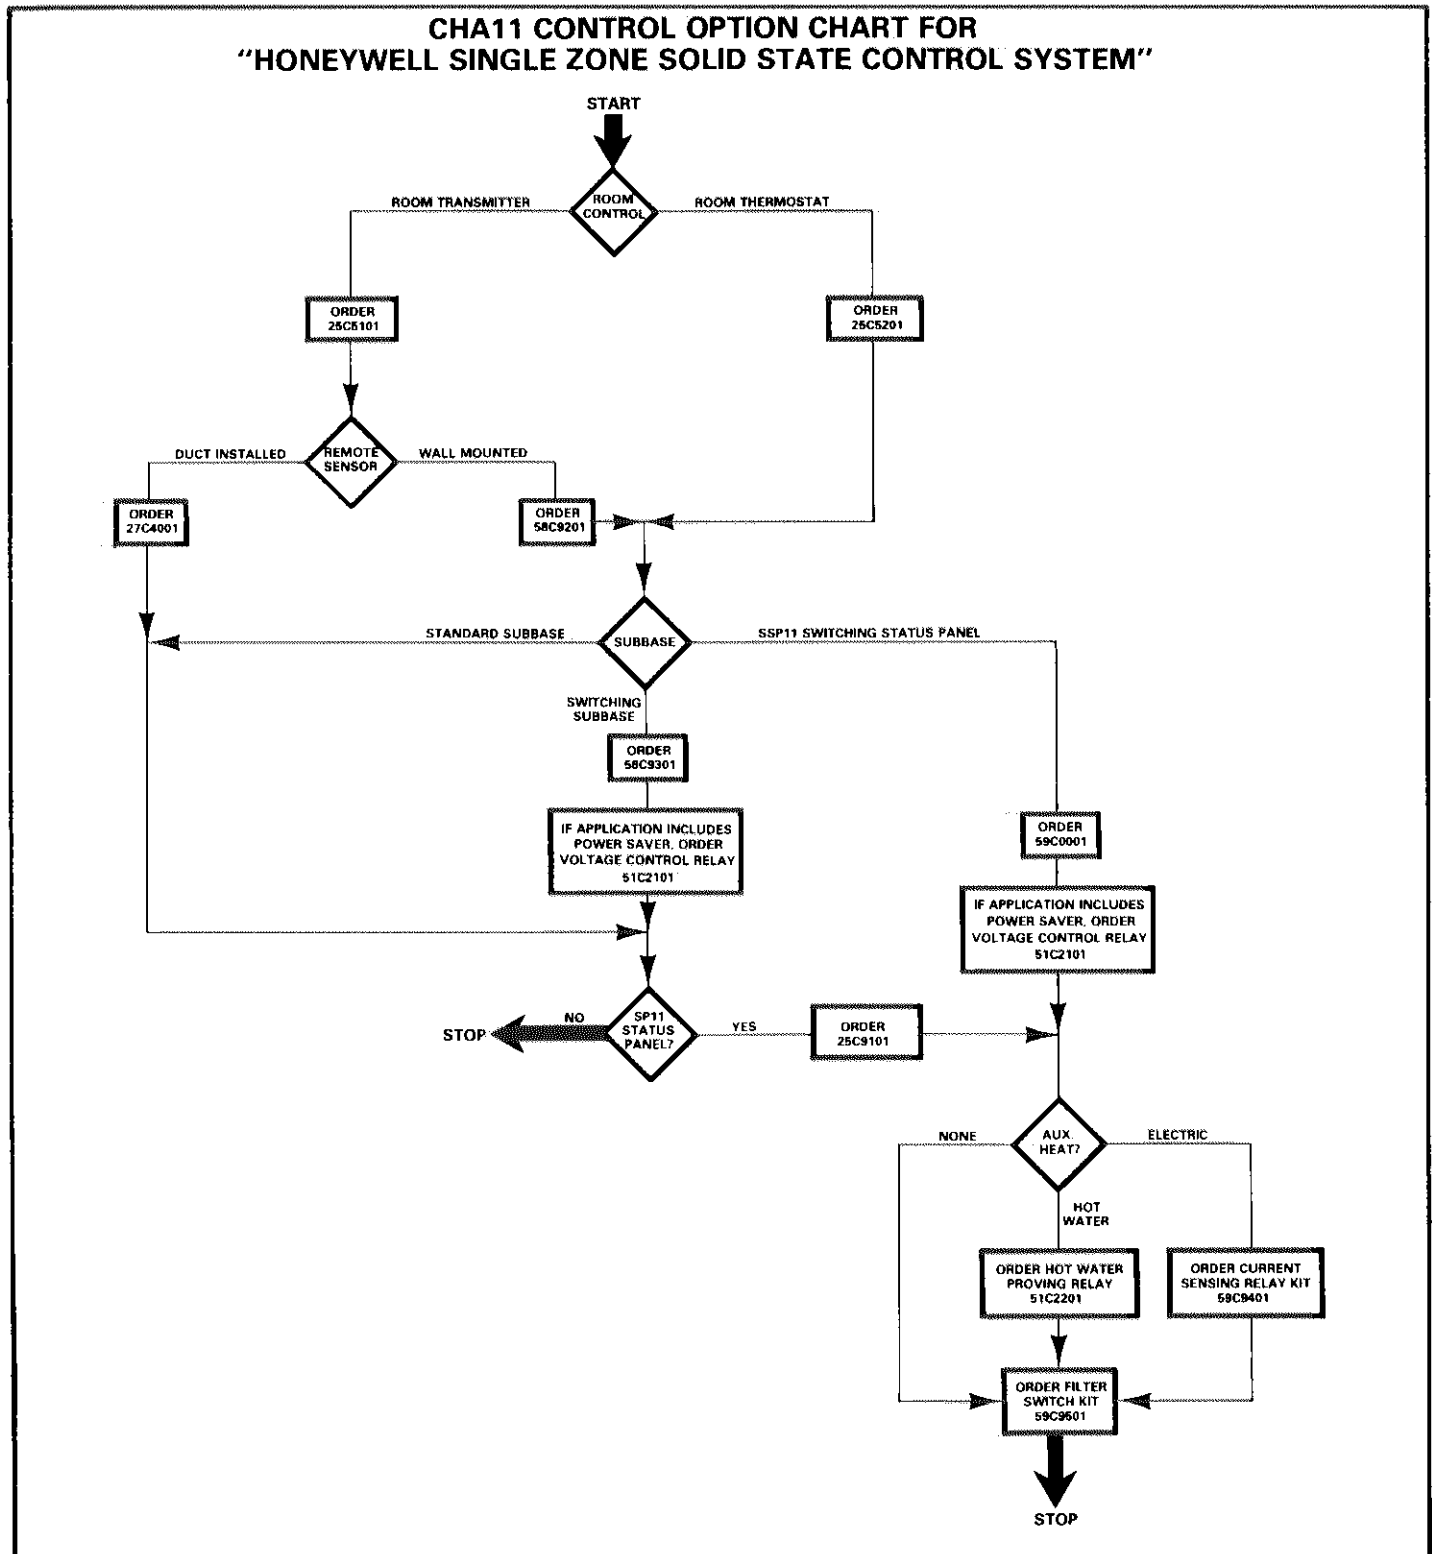 CHA11 CONTROL OPTION CHART FOR
"HONEYWELL SINGLE ZONE SOLID STATE CONTROL SYSTEM"
START
ROOM TRANSMITTER
ROOM
CONTROL
ROOM THERMOSTAT
ORDER
25C5101
ORDER
25C5201
DUCT INSTALLED
REMOTE
SENSOR
WALL MOUNTED
ORDER
27C4001
ORDER
58C9201
STANDARD SUBBASE
SUBBASE
SSP11 SWITCHING STATUS PANEL
SWITCHING
SUBBASE
ORDER
58C9301
IF APPLICATION INCLUDES
POWER SAVER, ORDER
VOLTAGE CONTROL RELAY
51C2101
ORDER
59C0001
IF APPLICATION INCLUDES
POWER SAVER, ORDER
VOLTAGE CONTROL RELAY
51C2101
STOP
NO
SP11
STATUS
PANEL?
YES
ORDER
25C9101
NONE
AUX.
HEAT?
ELECTRIC
HOT
WATER
ORDER HOT WATER
PROVING RELAY
51C2201
ORDER CURRENT
SENSING RELAY KIT
59C9401
ORDER FILTER
SWITCH KIT
59C9501
STOP